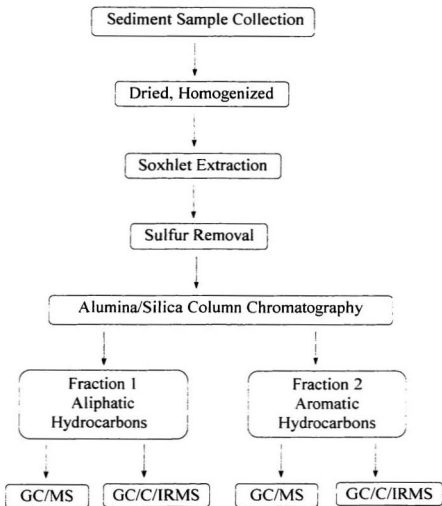 Sediment Sample Collection
Dried, Homogenized
Soxhlet Extraction
Sulfur Removal
Alumina/Silica Column Chromatography
Fraction 1
Aliphatic
Hydrocarbons
Fraction 2
Aromatic
Hydrocarbons
GC/MS
GC/C/IRMS
GC/MS
GC/C/IRMS